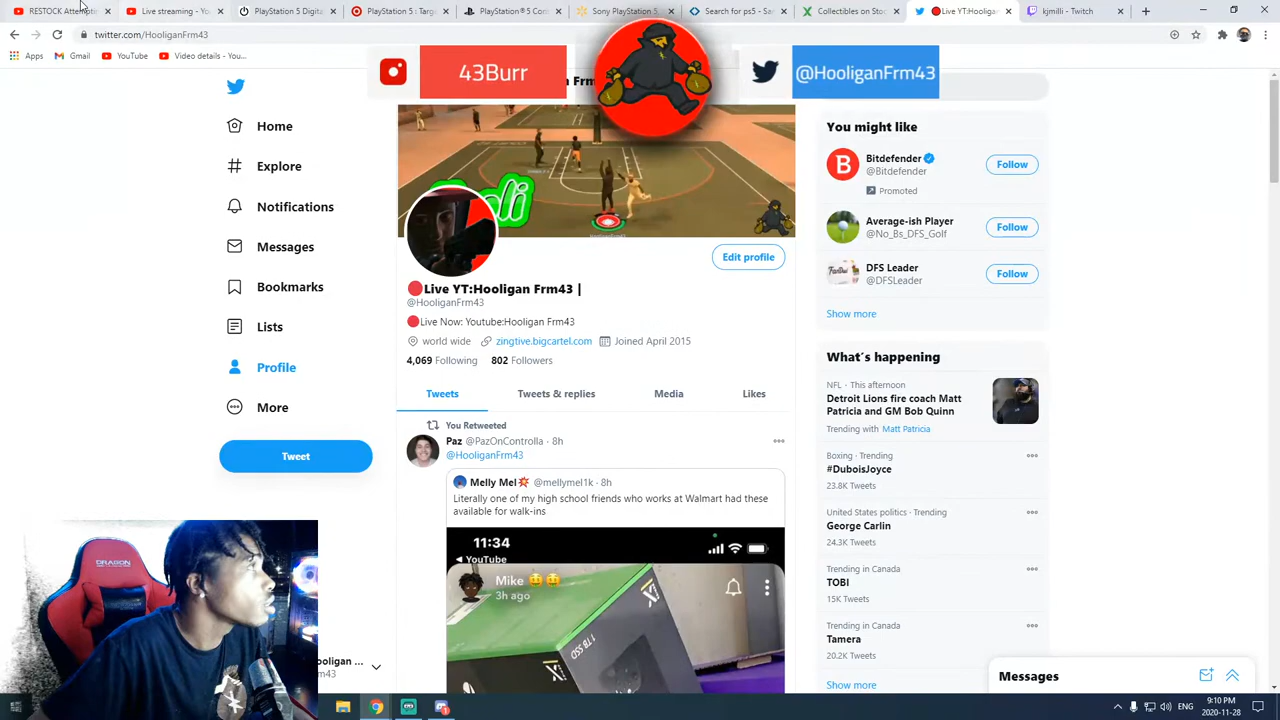 RESTOCK Attem
Live streaming - Yo
PlayStation 5 Di
PlayStation 5 : Targe
PlayStation®5 Con
Sony PlayStation
Search for ps5 - Sa
Collections on Stoc
YT:Hooligan
kjmilli - Twitch
twitter.com/HooliganFrm43
Apps
Gmail
YouTube
Video details - You...
43Burr
@HooliganFrm43
Home
Explore
Notifications
Messages
Bookmarks
Lists
Profile
More
Tweet
Edit profile
Live YT:Hooligan Frm43 |
@HooliganFrm43
Live Now: Youtube:Hooligan Frm43
world wide zingtive.bigcartel.com Joined April 2015
4,069 Following 802 Followers
Tweets Tweets & replies Media Likes
You Retweeted
Paz @PazOnControlla · 8h
@HooliganFrm43
Melly Mel @mellymel1k · 8h
Literally one of my high school friends who works at Walmart had these
available for walk-ins
11:34
YouTube
Mike
3h ago
You might like
Bitdefender
@Bitdefender
Promoted
Follow
Average-ish Player
@No_Bs_DFS_Golf
Follow
DFS Leader
@DFSLeader
Follow
Show more
What's happening
NFL · This afternoon
Detroit Lions fire coach Matt
Patricia and GM Bob Quinn
Trending with Matt Patricia
Boxing · Trending
#DuboisJoyce
23.8K Tweets
United States politics · Trending
George Carlin
24.3K Tweets
Trending in Canada
TOBI
15K Tweets
Trending in Canada
Tamera
20.2K Tweets
Show more
Messages
DRAGON
ooligan ...
m43
ENG
9:10 PM
2020-11-28